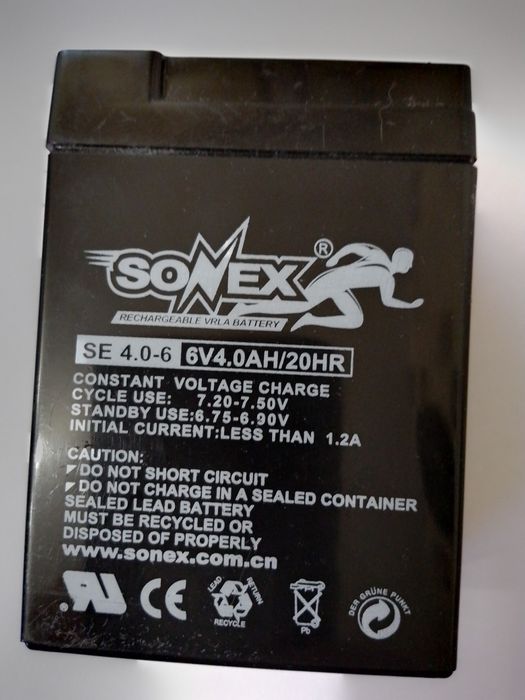 SONEX ®
RECHARGEABLE VRLA BATTERY
SE 4.0-6 6V4.0AH/20HR
CONSTANT VOLTAGE CHARGE
CYCLE USE: 7.20-7.50V
STANDBY USE:6.75-6.90V
INITIAL CURRENT:LESS THAN 1.2A
CAUTION:
DO NOT SHORT CIRCUIT
DO NOT CHARGE IN A SEALED CONTAINER
SEALED LEAD BATTERY
MUST BE RECYCLED OR
DISPOSED OF PROPERLY
www.sonex.com.cn
RU CE LEAD RETURN RECYCLE Pb DER GRÜNE PUNKT